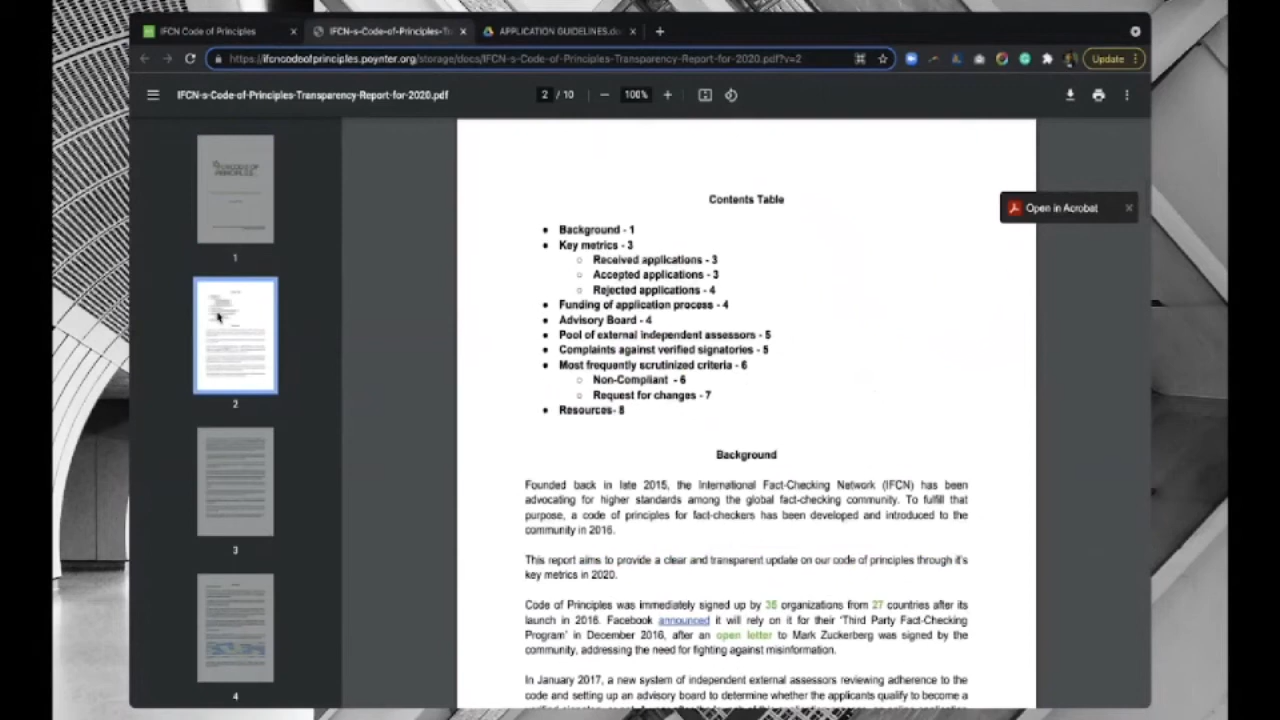 IFCN Code of Principles
IFCN-s-Code-of-Principles-Tr
APPLICATION GUIDELINES.do
https://ifcncodeofprinciples.poynter.org/storage/docs/IFCN-s-Code-of-Principles-Transparency-Report-for-2020.pdf?v=2
Update
IFCN-s-Code-of-Principles-Transparency-Report-for-2020.pdf
2 / 10
100%
Open in Acrobat
1
2
3
4
Contents Table
Background - 1
Key metrics - 3
Received applications - 3
Accepted applications - 3
Rejected applications - 4
Funding of application process - 4
Advisory Board - 4
Pool of external independent assessors - 5
Complaints against verified signatories - 5
Most frequently scrutinized criteria - 6
Non-Compliant - 6
Request for changes - 7
Resources- 8
Background
Founded back in late 2015, the International Fact-Checking Network (IFCN) has been
advocating for higher standards among the global fact-checking community. To fulfill that
purpose, a code of principles for fact-checkers has been developed and introduced to the
community in 2016.
This report aims to provide a clear and transparent update on our code of principles through it's
key metrics in 2020.
Code of Principles was immediately signed up by 35 organizations from 27 countries after its
launch in 2016. Facebook announced it will rely on it for their 'Third Party Fact-Checking
Program' in December 2016, after an open letter to Mark Zuckerberg was signed by the
community, addressing the need for fighting against misinformation.
In January 2017, a new system of independent external assessors reviewing adherence to the
code and setting up an advisory board to determine whether the applicants qualify to become a